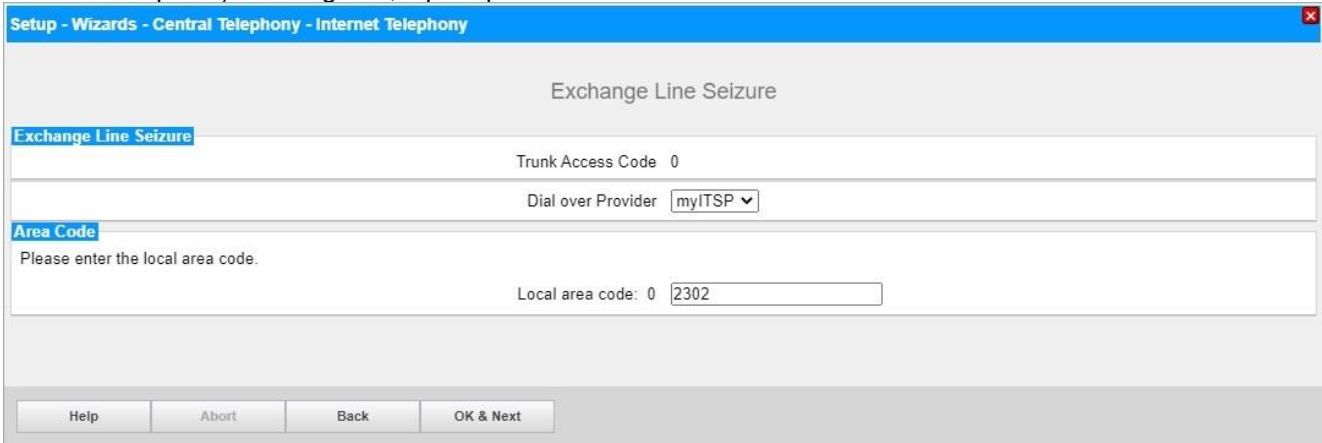 Setup - Wizards - Central Telephony - Internet Telephony
Exchange Line Seizure
Exchange Line Seizure
Trunk Access Code 0
Dial over Provider myITSP
Area Code
Please enter the local area code.
Local area code: 0 2302
Help Abort Back OK & Next